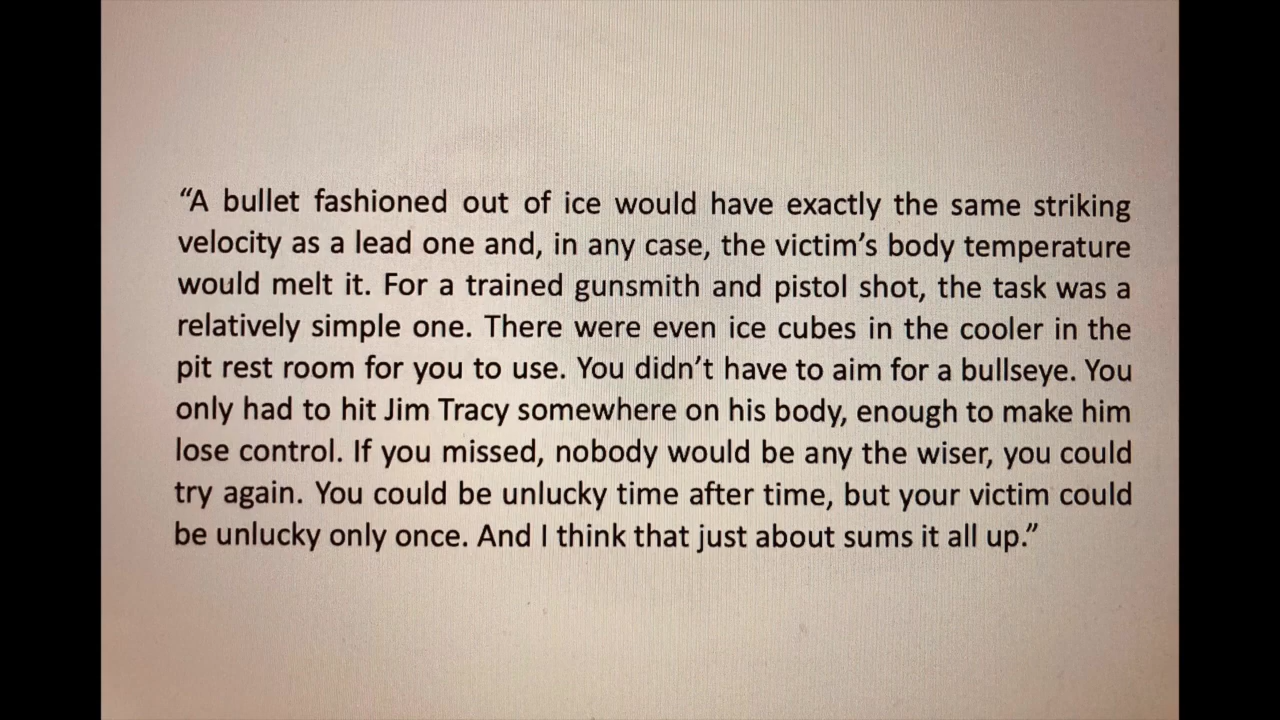 “A bullet fashioned out of ice would have exactly the same striking
velocity as a lead one and, in any case, the victim’s body temperature
would melt it. For a trained gunsmith and pistol shot, the task was a
relatively simple one. There were even ice cubes in the cooler in the
pit rest room for you to use. You didn’t have to aim for a bullseye. You
only had to hit Jim Tracy somewhere on his body, enough to make him
lose control. If you missed, nobody would be any the wiser, you could
try again. You could be unlucky time after time, but your victim could
be unlucky only once. And I think that just about sums it all up.”